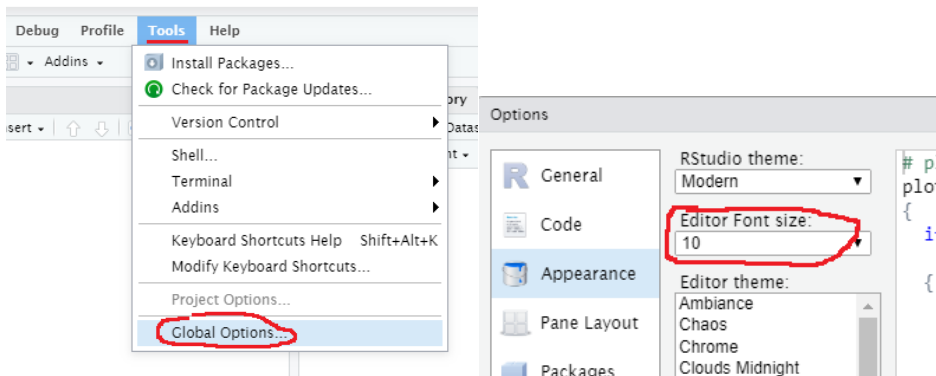 Debug Profile Tools Help
Addins
Install Packages...
Check for Package Updates...
Version Control
Shell...
Terminal
Addins
Keyboard Shortcuts Help Shift+Alt+K
Modify Keyboard Shortcuts...
Project Options...
Global Options...
Options
R General
Code
Appearance
Pane Layout
Packages
RStudio theme:
Modern
Editor Font size:
10
Editor theme:
Ambiance
Chaos
Chrome
Clouds Midnight
# p
plo
{
i
{